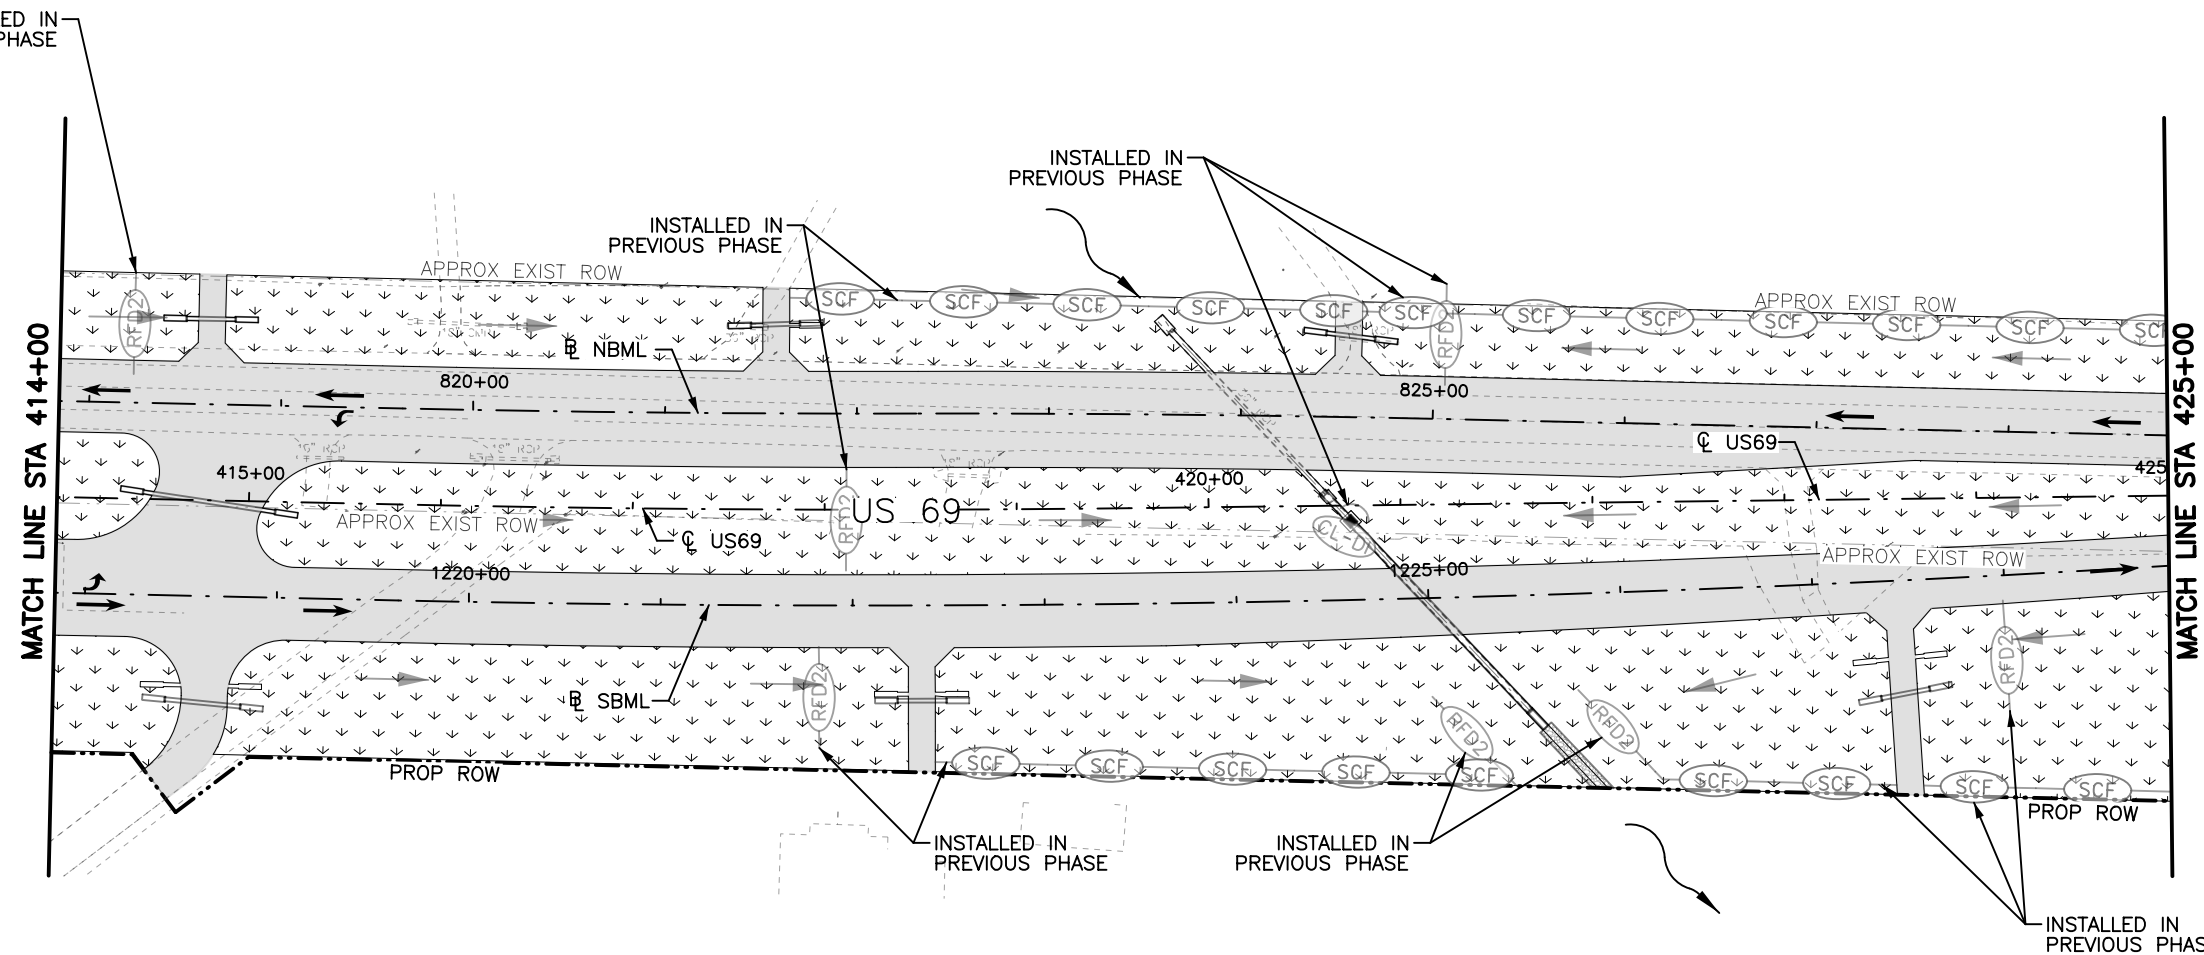 ED IN
PHASE
INSTALLED IN
PREVIOUS PHASE
INSTALLED IN
PREVIOUS PHASE
APPROX EXIST ROW
APPROX EXIST ROW
SCF
SCF
SCF
SCF
SCF
SCF
SCF
SCF
SCF
SCF
SCF
SCF
RFD2
RFD2
℄ US69
BL NBML
820+00
825+00
MATCH LINE STA 414+00
MATCH LINE STA 425+00
415+00
420+00
425
APPROX EXIST ROW
RFD2
US 69
℄ US69
CL-DI
APPROX EXIST ROW
1220+00
1225+00
BL SBML
RFD2
RFD2
RFD2
RFD2
SCF
SCF
SCF
SCF
SCF
SCF
SCF
SCF
SCF
PROP ROW
PROP ROW
INSTALLED IN
PREVIOUS PHASE
INSTALLED IN
PREVIOUS PHASE
INSTALLED IN
PREVIOUS PHAS